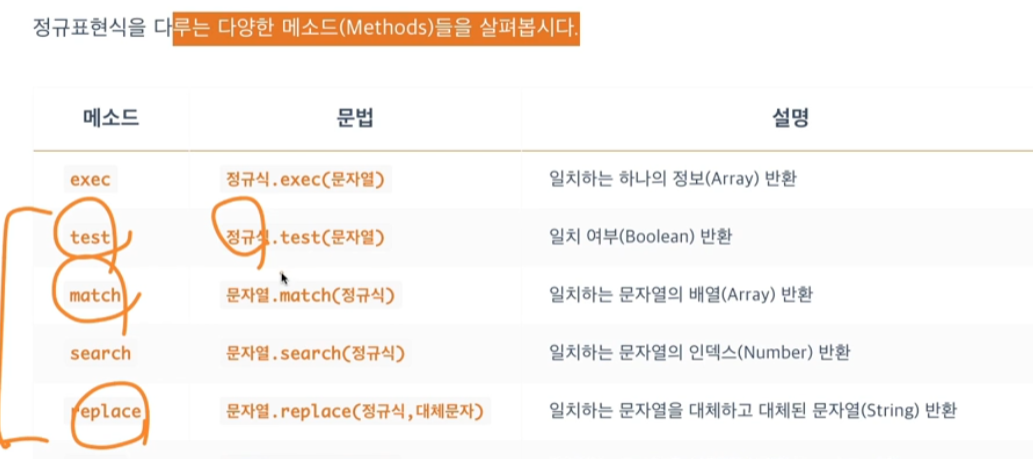 정규표현식을 다루는 다양한 메소드(Methods)들을 살펴봅시다.
메소드 문법 설명
exec 정규식.exec(문자열) 일치하는 하나의 정보(Array) 반환
test 정규식.test(문자열) 일치 여부(Boolean) 반환
match 문자열.match(정규식) 일치하는 문자열의 배열(Array) 반환
search 문자열.search(정규식) 일치하는 문자열의 인덱스(Number) 반환
replace 문자열.replace(정규식,대체문자) 일치하는 문자열을 대체하고 대체된 문자열(String) 반환